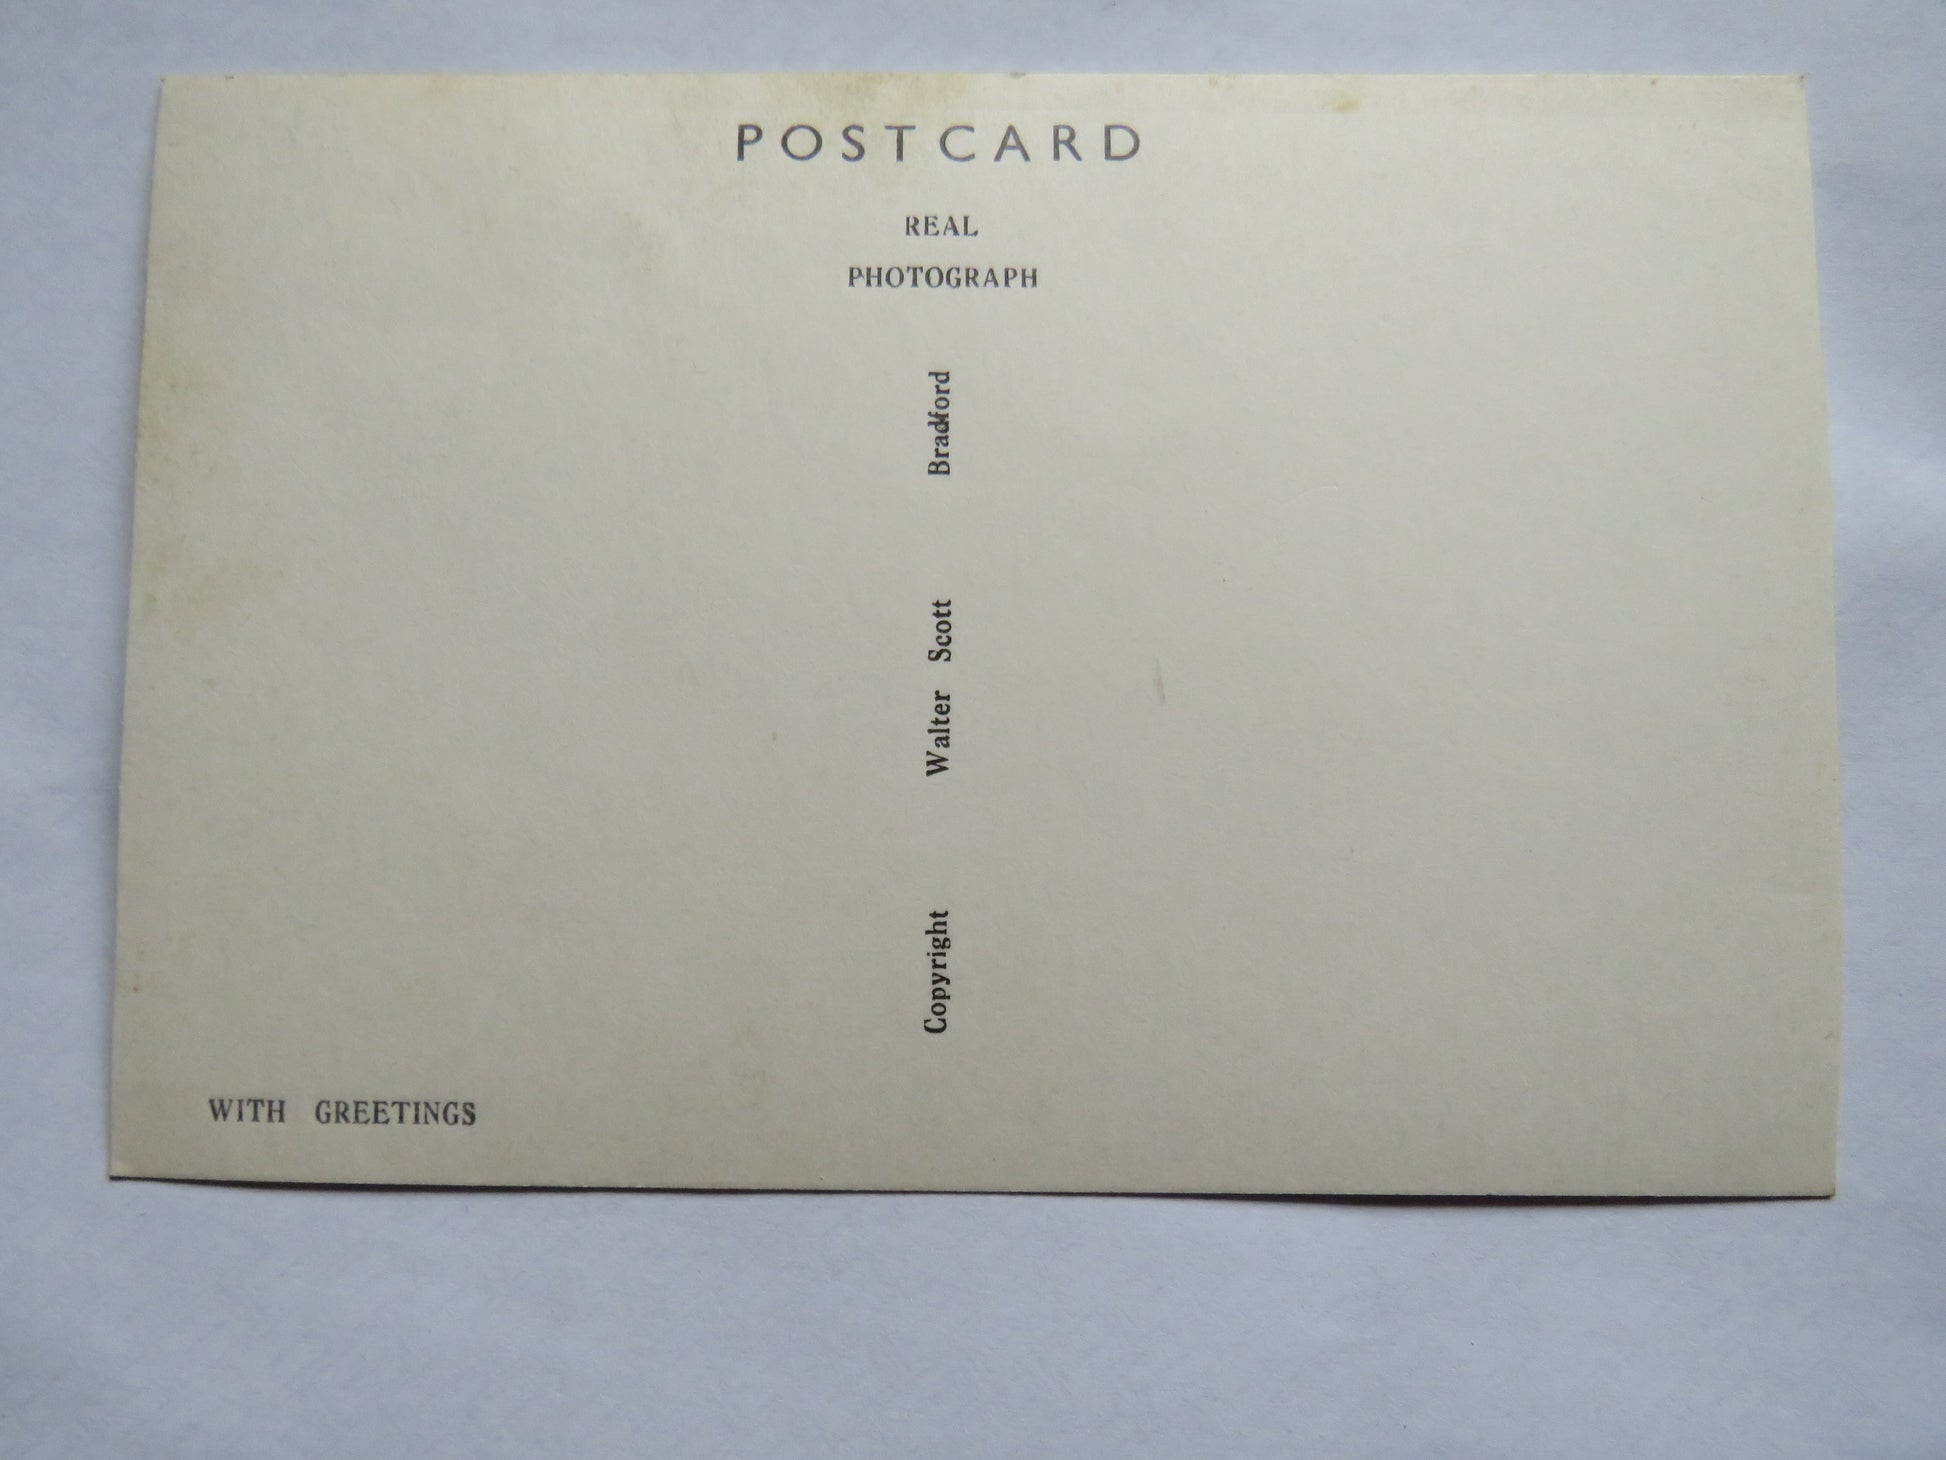 POSTCARD
REAL
PHOTOGRAPH
Copyright Walter Scott Bradford
WITH GREETINGS